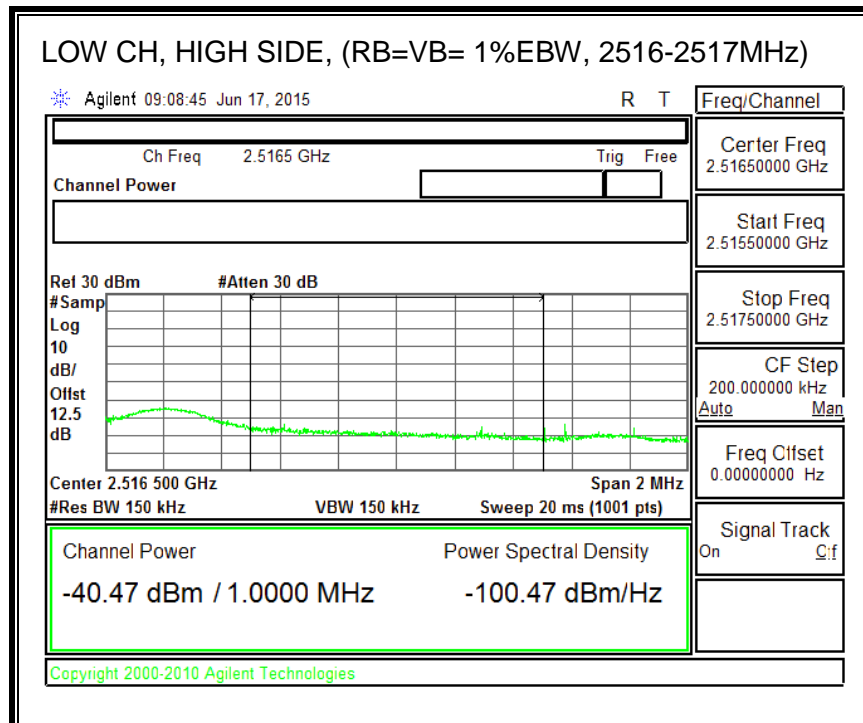 LOW CH, HIGH SIDE, (RB=VB= 1%EBW, 2516-2517MHz)
Agilent 09:08:45 Jun 17, 2015 R T
Freq/Channel
Ch Freq 2.5165 GHz Trig Free
Channel Power
Center Freq
2.51650000 GHz
Start Freq
2.51550000 GHz
Stop Freq
2.51750000 GHz
CF Step
200.000000 kHz
Auto Man
Freq Offset
0.00000000 Hz
Signal Track
On Off
Ref 30 dBm #Atten 30 dB
#Samp
Log
10
dB/
Offst
12.5
dB
Center 2.516 500 GHz Span 2 MHz
#Res BW 150 kHz VBW 150 kHz Sweep 20 ms (1001 pts)
Channel Power Power Spectral Density
-40.47 dBm / 1.0000 MHz -100.47 dBm/Hz
Copyright 2000-2010 Agilent Technologies